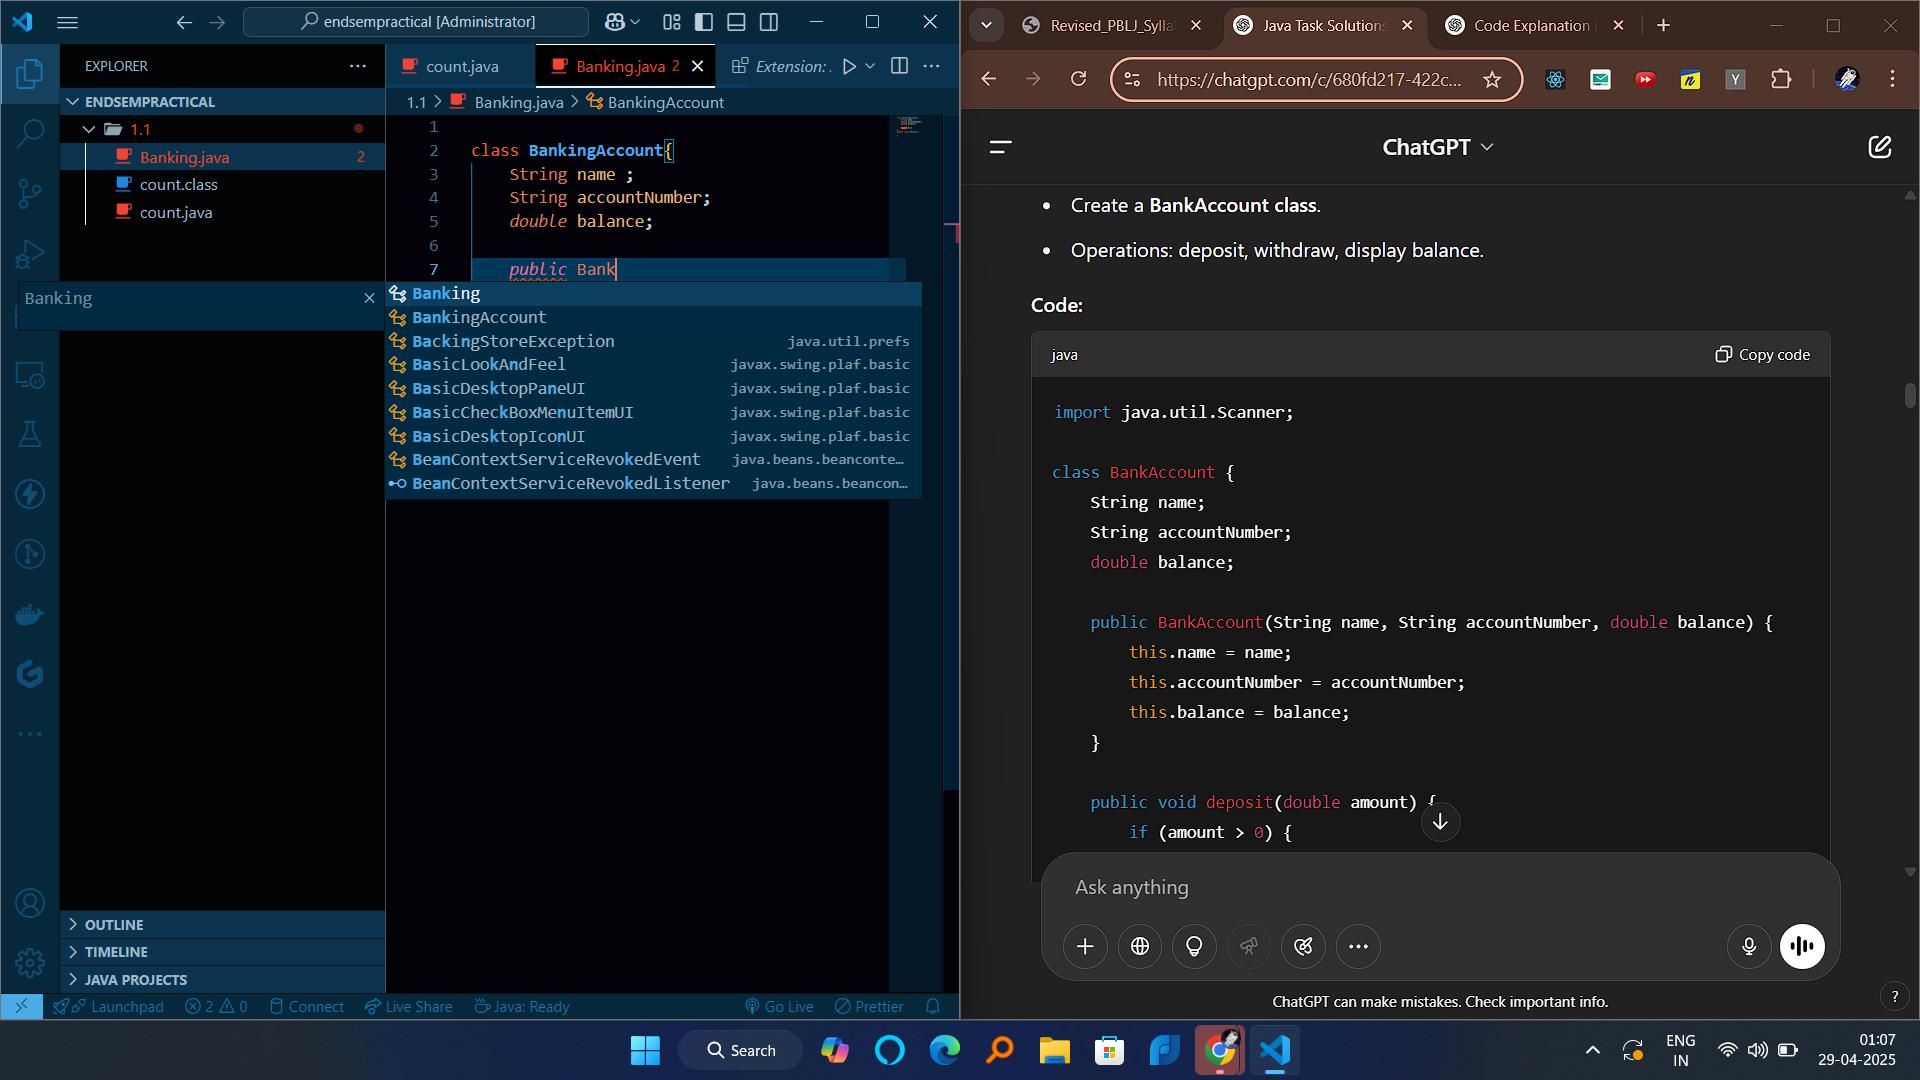 endsempractical [Administrator]
EXPLORER
ENDSEMPRACTICAL
1.1
Banking.java 2
count.class
count.java
Banking
OUTLINE
TIMELINE
JAVA PROJECTS
count.java
Banking.java 2
Extension:.
1.1 > Banking.java > BankingAccount
1
2 class BankingAccount{
3 String name ;
4 String accountNumber;
5 double balance;
6
7 public Bank
Banking
BankingAccount
BackingStoreException java.util.prefs
BasicLookAndFeel javax.swing.plaf.basic
BasicDesktopPaneUI javax.swing.plaf.basic
BasicCheckBoxMenuItemUI javax.swing.plaf.basic
BasicDesktopIconUI javax.swing.plaf.basic
BeanContextServiceRevokedEvent java.beans.beanconte…
BeanContextServiceRevokedListener java.beans.beancon…
Launchpad 2 0 Connect Live Share Java: Ready Go Live Prettier
Revised_PBLJ_Sylla
Java Task Solutions
Code Explanation i
https://chatgpt.com/c/680fd217-422c...
ChatGPT
• Create a BankAccount class.
• Operations: deposit, withdraw, display balance.
Code:
java Copy code
import java.util.Scanner;
class BankAccount {
String name;
String accountNumber;
double balance;
public BankAccount(String name, String accountNumber, double balance) {
this.name = name;
this.accountNumber = accountNumber;
this.balance = balance;
}
public void deposit(double amount) {
if (amount > 0) {
Ask anything
ChatGPT can make mistakes. Check important info.
?
Search
ENG
IN
01:07
29-04-2025